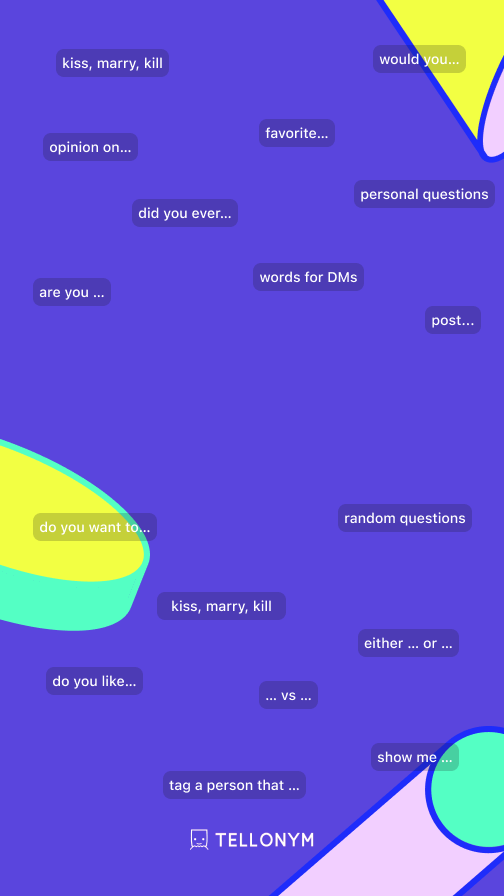 kiss, marry, kill
would you...
favorite...
opinion on...
personal questions
did you ever...
words for DMs
are you ...
post...
do you want to...
random questions
kiss, marry, kill
either ... or ...
do you like...
... vs ...
show me ...
tag a person that ...
TELLONYM